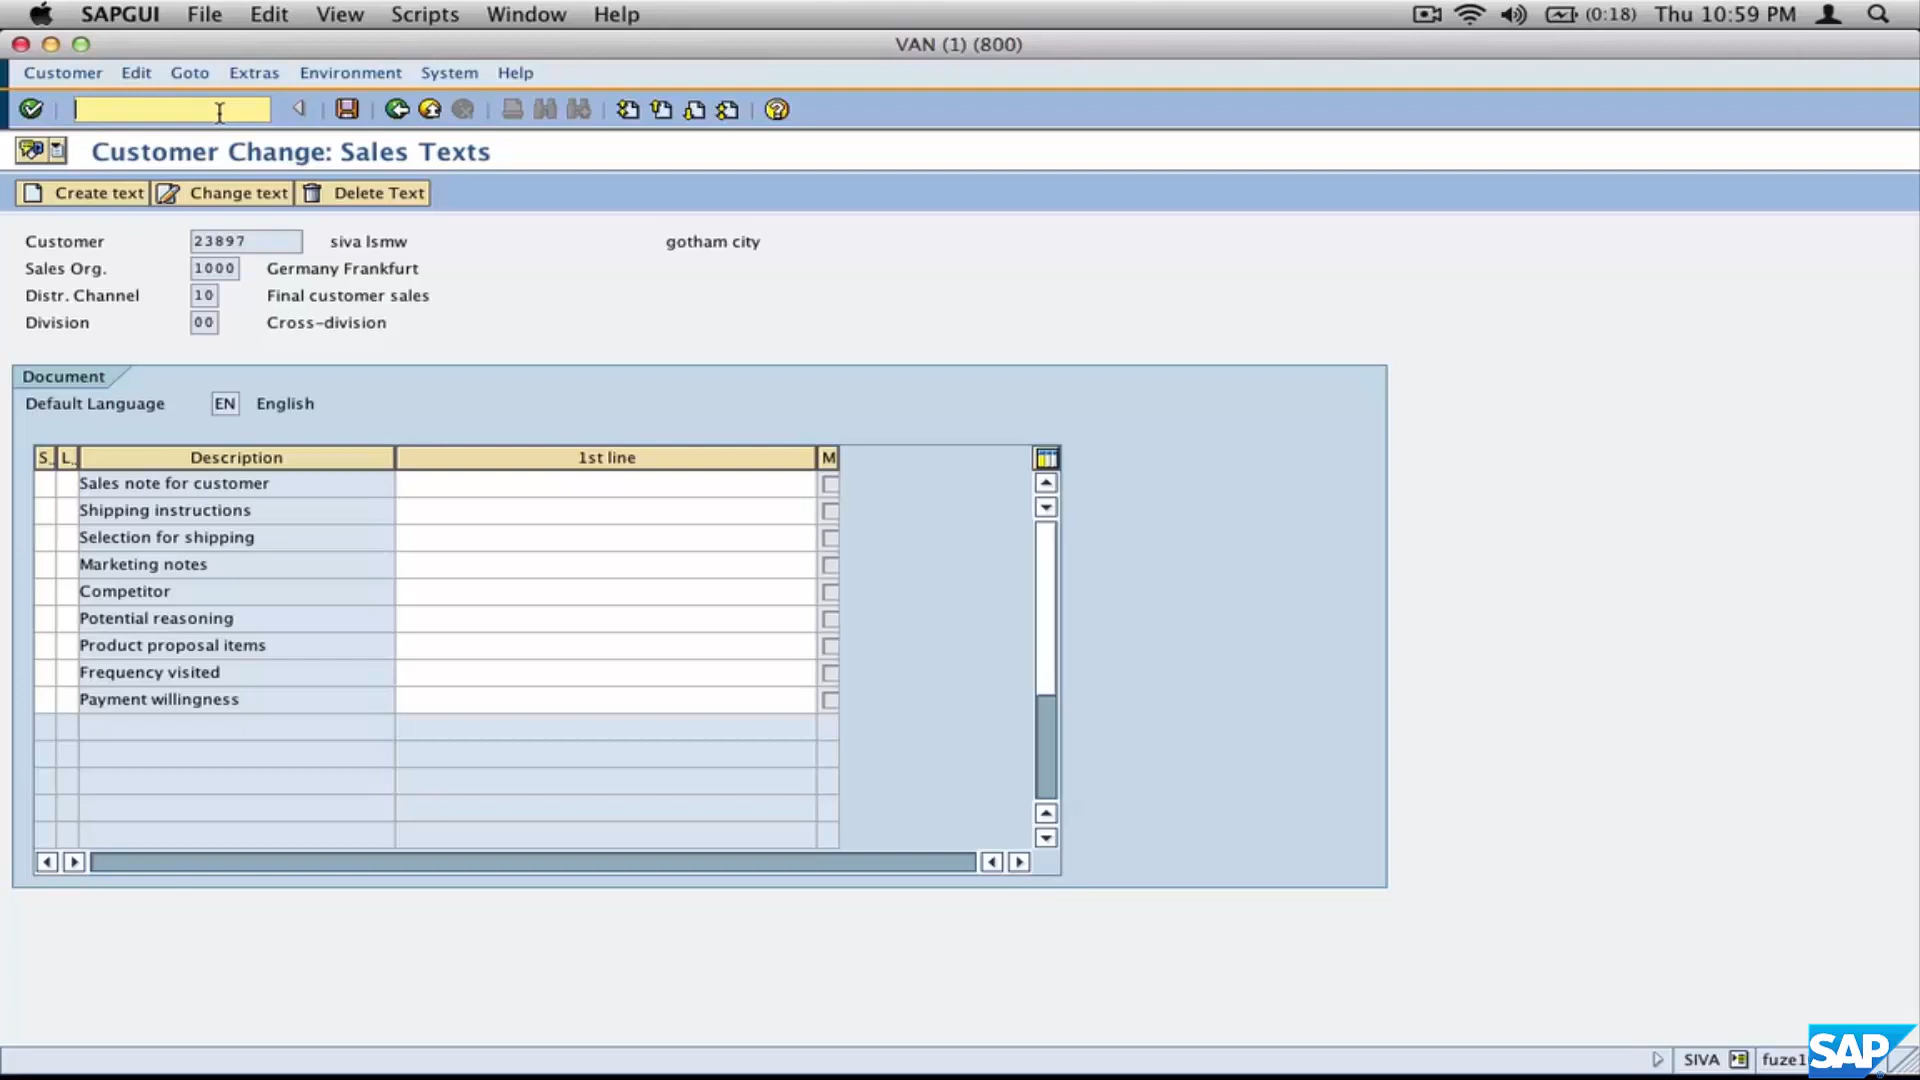 SAPGUI File Edit View Scripts Window Help (0:18) Thu 10:59 PM
VAN (1) (800)
Customer Edit Goto Extras Environment System Help
Customer Change: Sales Texts
Create text Change text Delete Text
Customer 23897 siva lsmw gotham city
Sales Org. 1000 Germany Frankfurt
Distr. Channel 10 Final customer sales
Division 00 Cross-division
Document
Default Language EN English
S.. L.. Description 1st line M
Sales note for customer
Shipping instructions
Selection for shipping
Marketing notes
Competitor
Potential reasoning
Product proposal items
Frequency visited
Payment willingness
SIVA fuze1
SAP